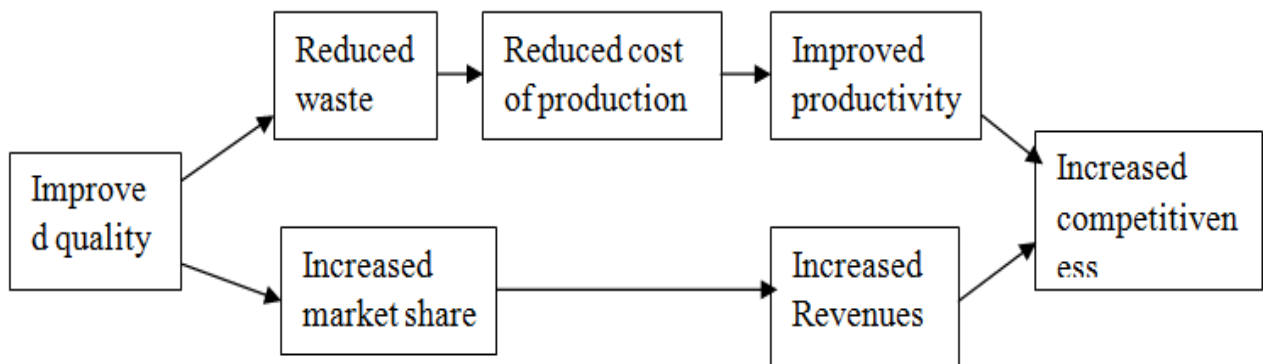 Reduced
waste
Reduced cost
of production
Improved
productivity
Improve
d quality
Increased
market share
Increased
Revenues
Increased
competitiven
ess